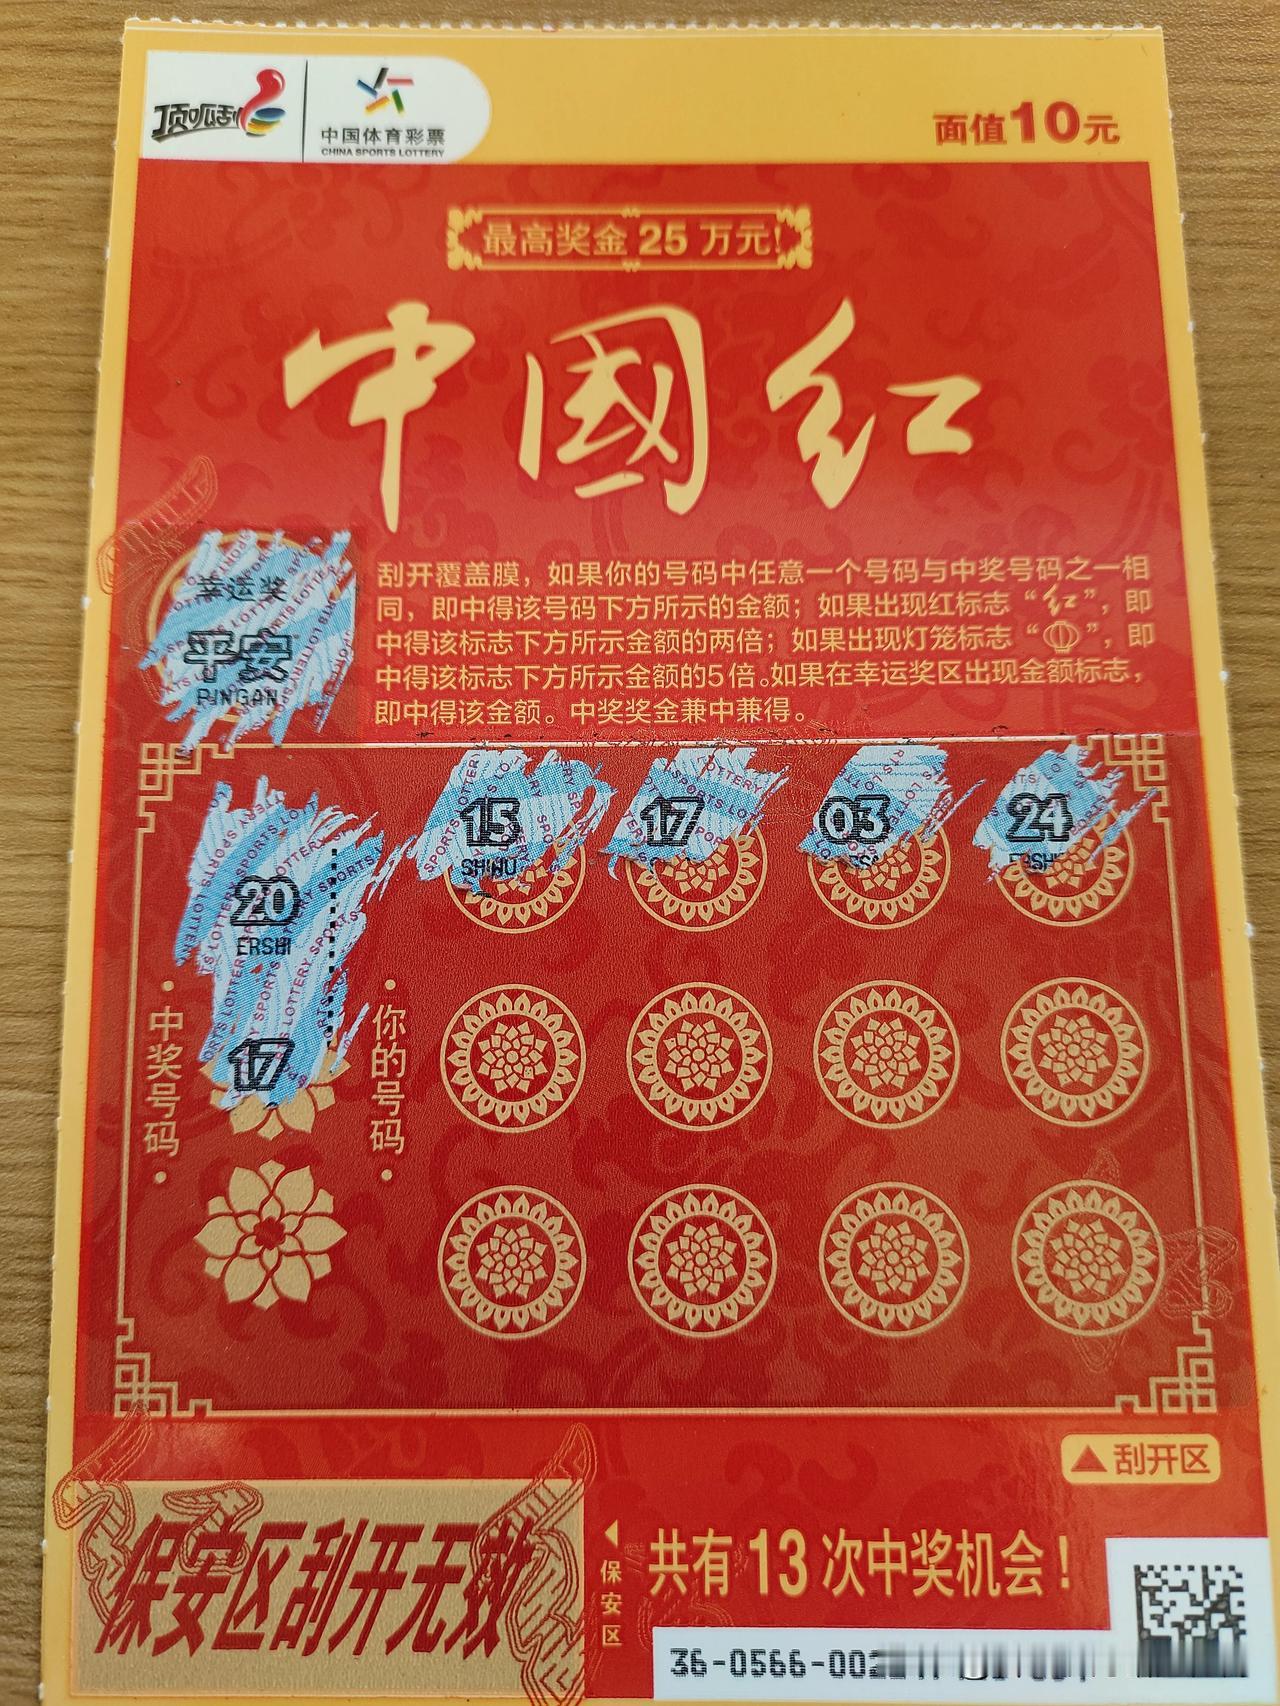 顶呱刮
中国体育彩票
CHINA SPORTS LOTTERY
面值10元
最高奖金25万元!
中國红
幸运奖
平安
PINGAN
刮开覆盖膜，如果你的号码中任意一个号码与中奖号码之一相
同，即中得该号码下方所示的金额；如果出现红标志“红”，即
中得该标志下方所示金额的两倍；如果出现灯笼标志“”，即
中得该标志下方所示金额的5倍。如果在幸运奖区出现金额标志，
即中得该金额。中奖奖金兼中兼得。
15 17 03 24
SHIWU
20
ERSHI
17
中奖号码
你的号码
刮开区
保安区刮开无效
保安区
共有13次中奖机会！
36-0566-002